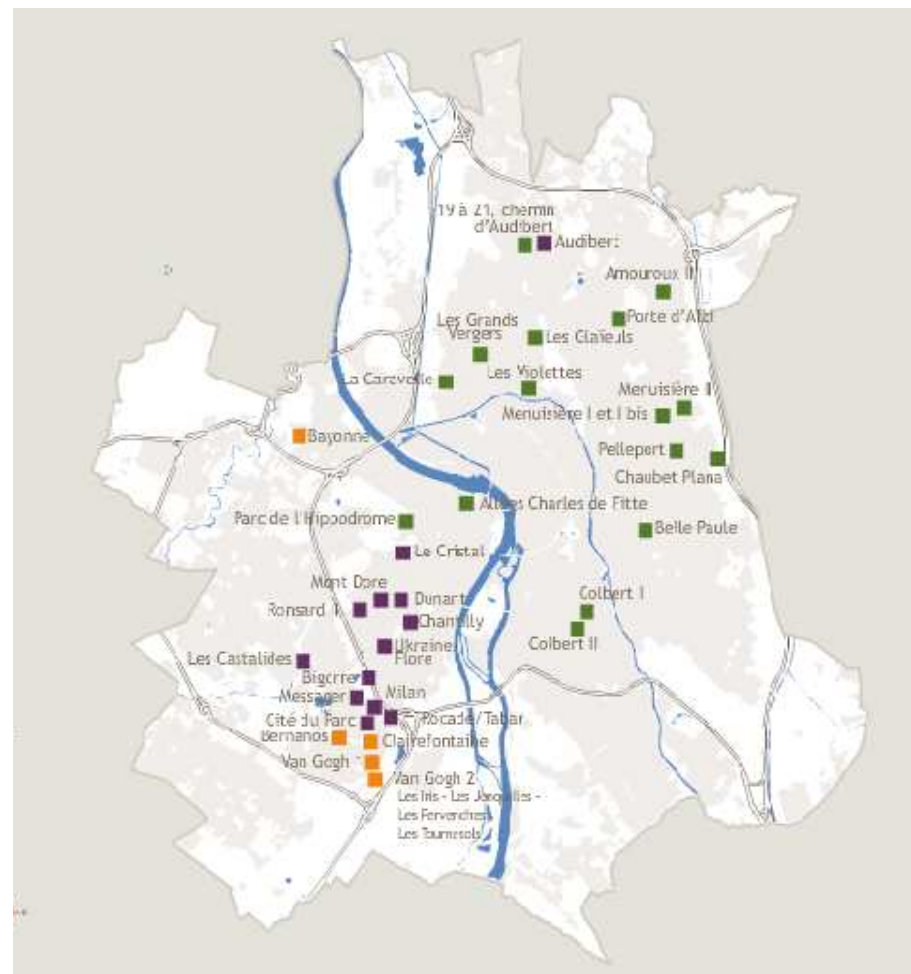 19 à 21, chemin
d'Audibert
Audibert
Amouroux II
Porte d'Albi
Les Grands
Vergers
Les Glaïeuls
La Caravelle
Les Violettes
Menuisière II
Menuisière I et I bis
Bayonne
Pelleport
Chaubet Plana
Allées Charles de Fitte
Parc de l'Hippodrome
Belle Paule
Le Cristal
Mont Dore
Dunant
Ronsard
Colbert I
Chantilly
Colbert II
Ukraine
Flore
Les Castalides
Bigorre
Messager
Milan
Cité du Parc
Rocade/Tabar
Bernanos
Clairefontaine
Van Gogh 1
Van Gogh 2
Les Iris - Les Jonquilles -
Les Pervenches
Les Tournesols